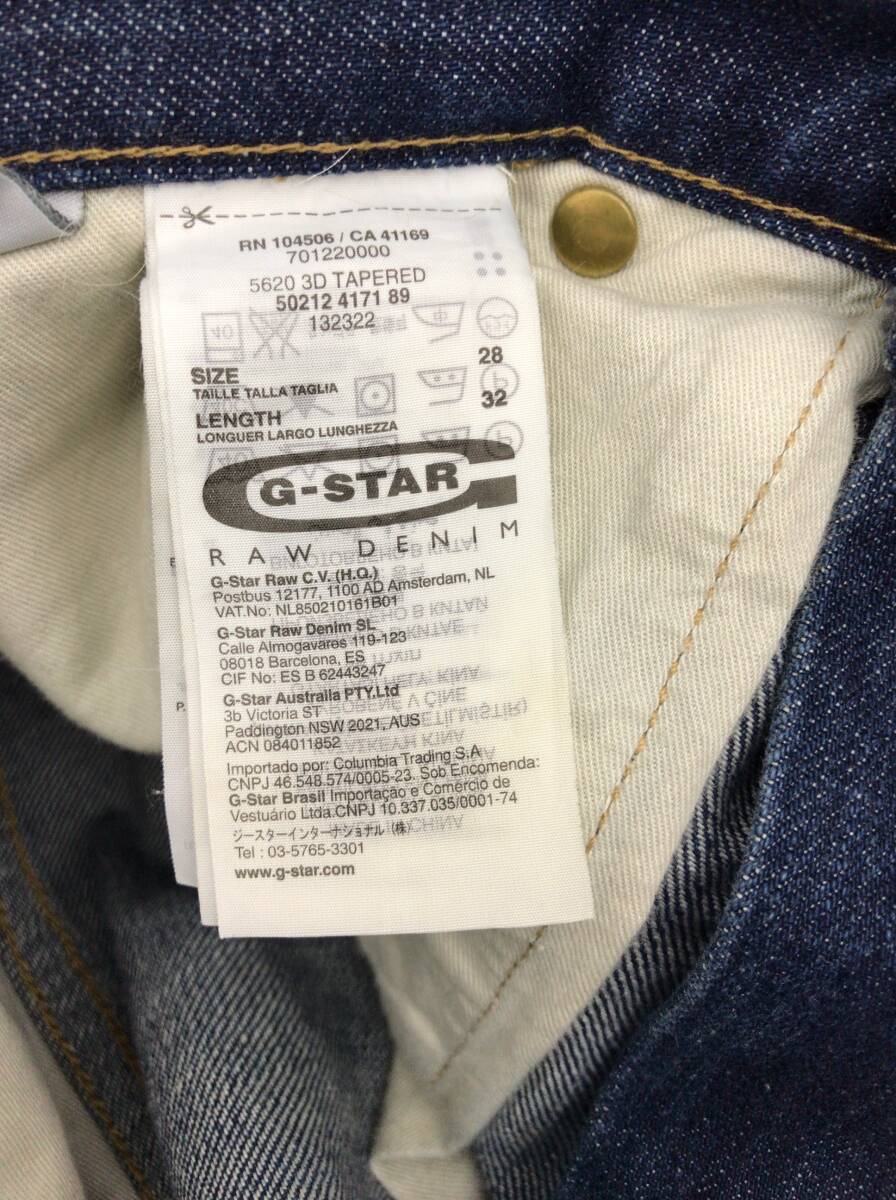 RN 104506 / CA 41169
701220000
5620 3D TAPERED
50212 4171 89
132322
SIZE 28
TAILLE TALLA TAGLIA
LENGTH 32
LONGUER LARGO LUNGHEZZA
G-STAR
RAW DENIM
G-Star Raw C.V. (H.Q.)
Postbus 12177, 1100 AD Amsterdam, NL
VAT.No: NL850210161B01
G-Star Raw Denim SL
Calle Almogavares 119-123
08018 Barcelona, ES
CIF No: ES B 62443247
G-Star Australia PTY.Ltd
3b Victoria ST
Paddington NSW 2021, AUS
ACN 084011852
Importado por: Columbia Trading S.A
CNPJ 46.548.574/0005-23. Sob Encomenda:
G-Star Brasil Importação e Comércio de
Vestuário Ltda.CNPJ 10.337.035/0001-74
ジースターインターナショナル (株)
Tel : 03-5765-3301
www.g-star.com